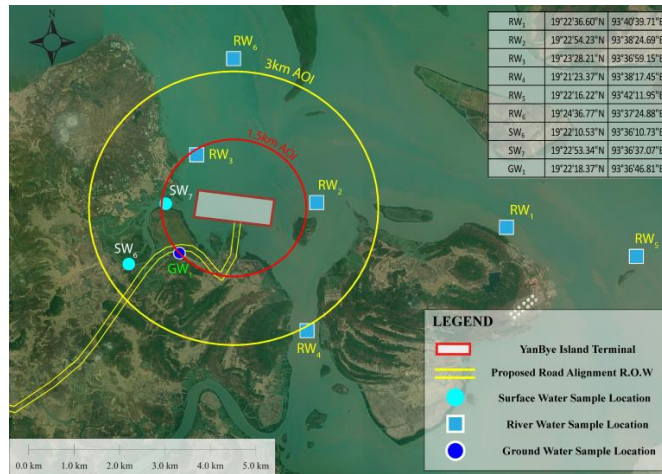 N
RW₁ 19°22'36.60"N 93°40'39.71"E
RW₂ 19°22'54.23"N 93°38'24.69"E
RW₃ 19°23'28.21"N 93°36'59.15"E
RW₄ 19°21'23.37"N 93°38'17.45"E
RW₅ 19°22'16.22"N 93°42'11.95"E
RW₆ 19°24'36.77"N 93°37'24.88"E
SW₆ 19°22'10.53"N 93°36'10.73"E
SW₇ 19°22'53.34"N 93°36'37.07"E
GW₁ 19°22'18.37"N 93°36'46.81"E
RW₆
3km AOI
1.5km AOI
RW₃
SW₇
RW₂
RW₁
SW₆
GW
RW₅
RW₄
LEGEND
YanBye Island Terminal
Proposed Road Alignment R.O.W
Surface Water Sample Location
River Water Sample Location
Ground Water Sample Location
0.0 km 1.0 km 3.0 km 4.0 km 5.0 km